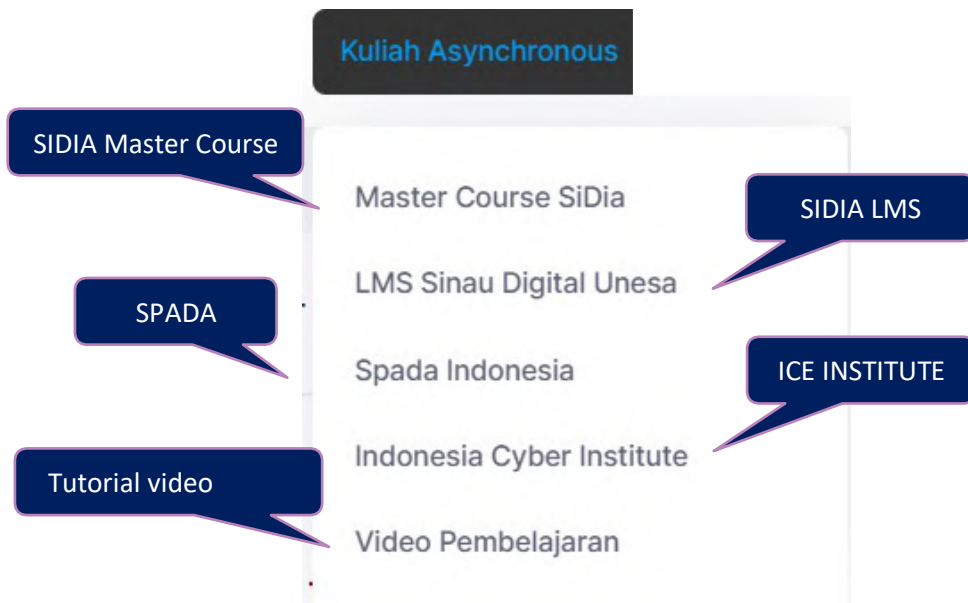 Kuliah Asynchronous
SIDIA Master Course
Master Course SiDia
SIDIA LMS
LMS Sinau Digital Unesa
SPADA
Spada Indonesia
ICE INSTITUTE
Indonesia Cyber Institute
Tutorial video
Video Pembelajaran